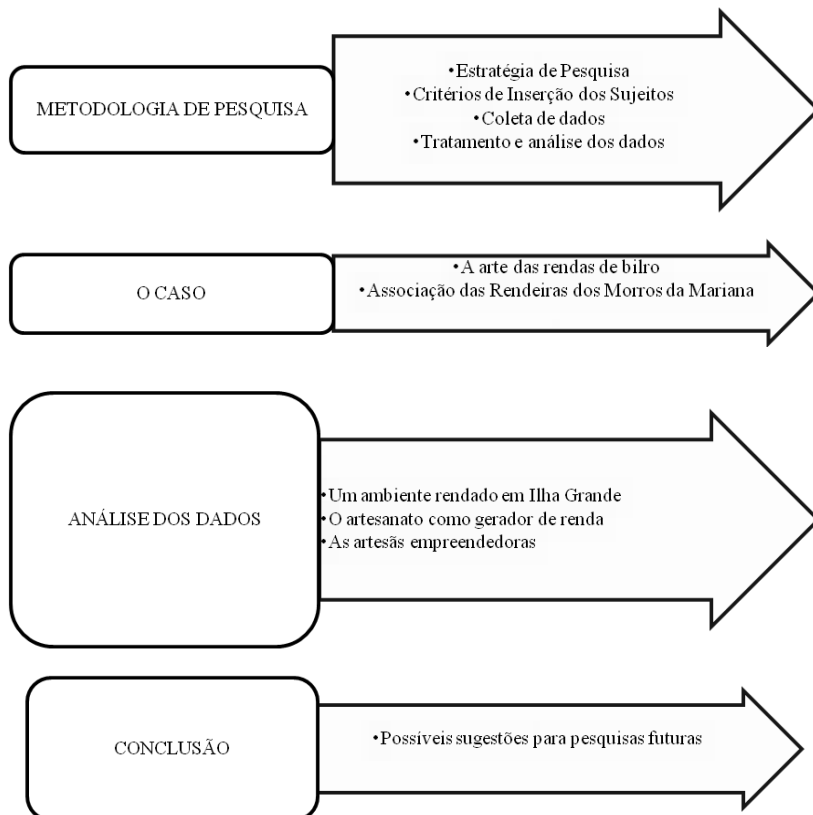 METODOLOGIA DE PESQUISA
•Estratégia de Pesquisa
•Critérios de Inserção dos Sujeitos
•Coleta de dados
•Tratamento e análise dos dados
O CASO
•A arte das rendas de bilro
•Associação das Rendeiras dos Morros da Mariana
ANÁLISE DOS DADOS
•Um ambiente rendado em Ilha Grande
•O artesanato como gerador de renda
•As artesãs empreendedoras
CONCLUSÃO
•Possíveis sugestões para pesquisas futuras